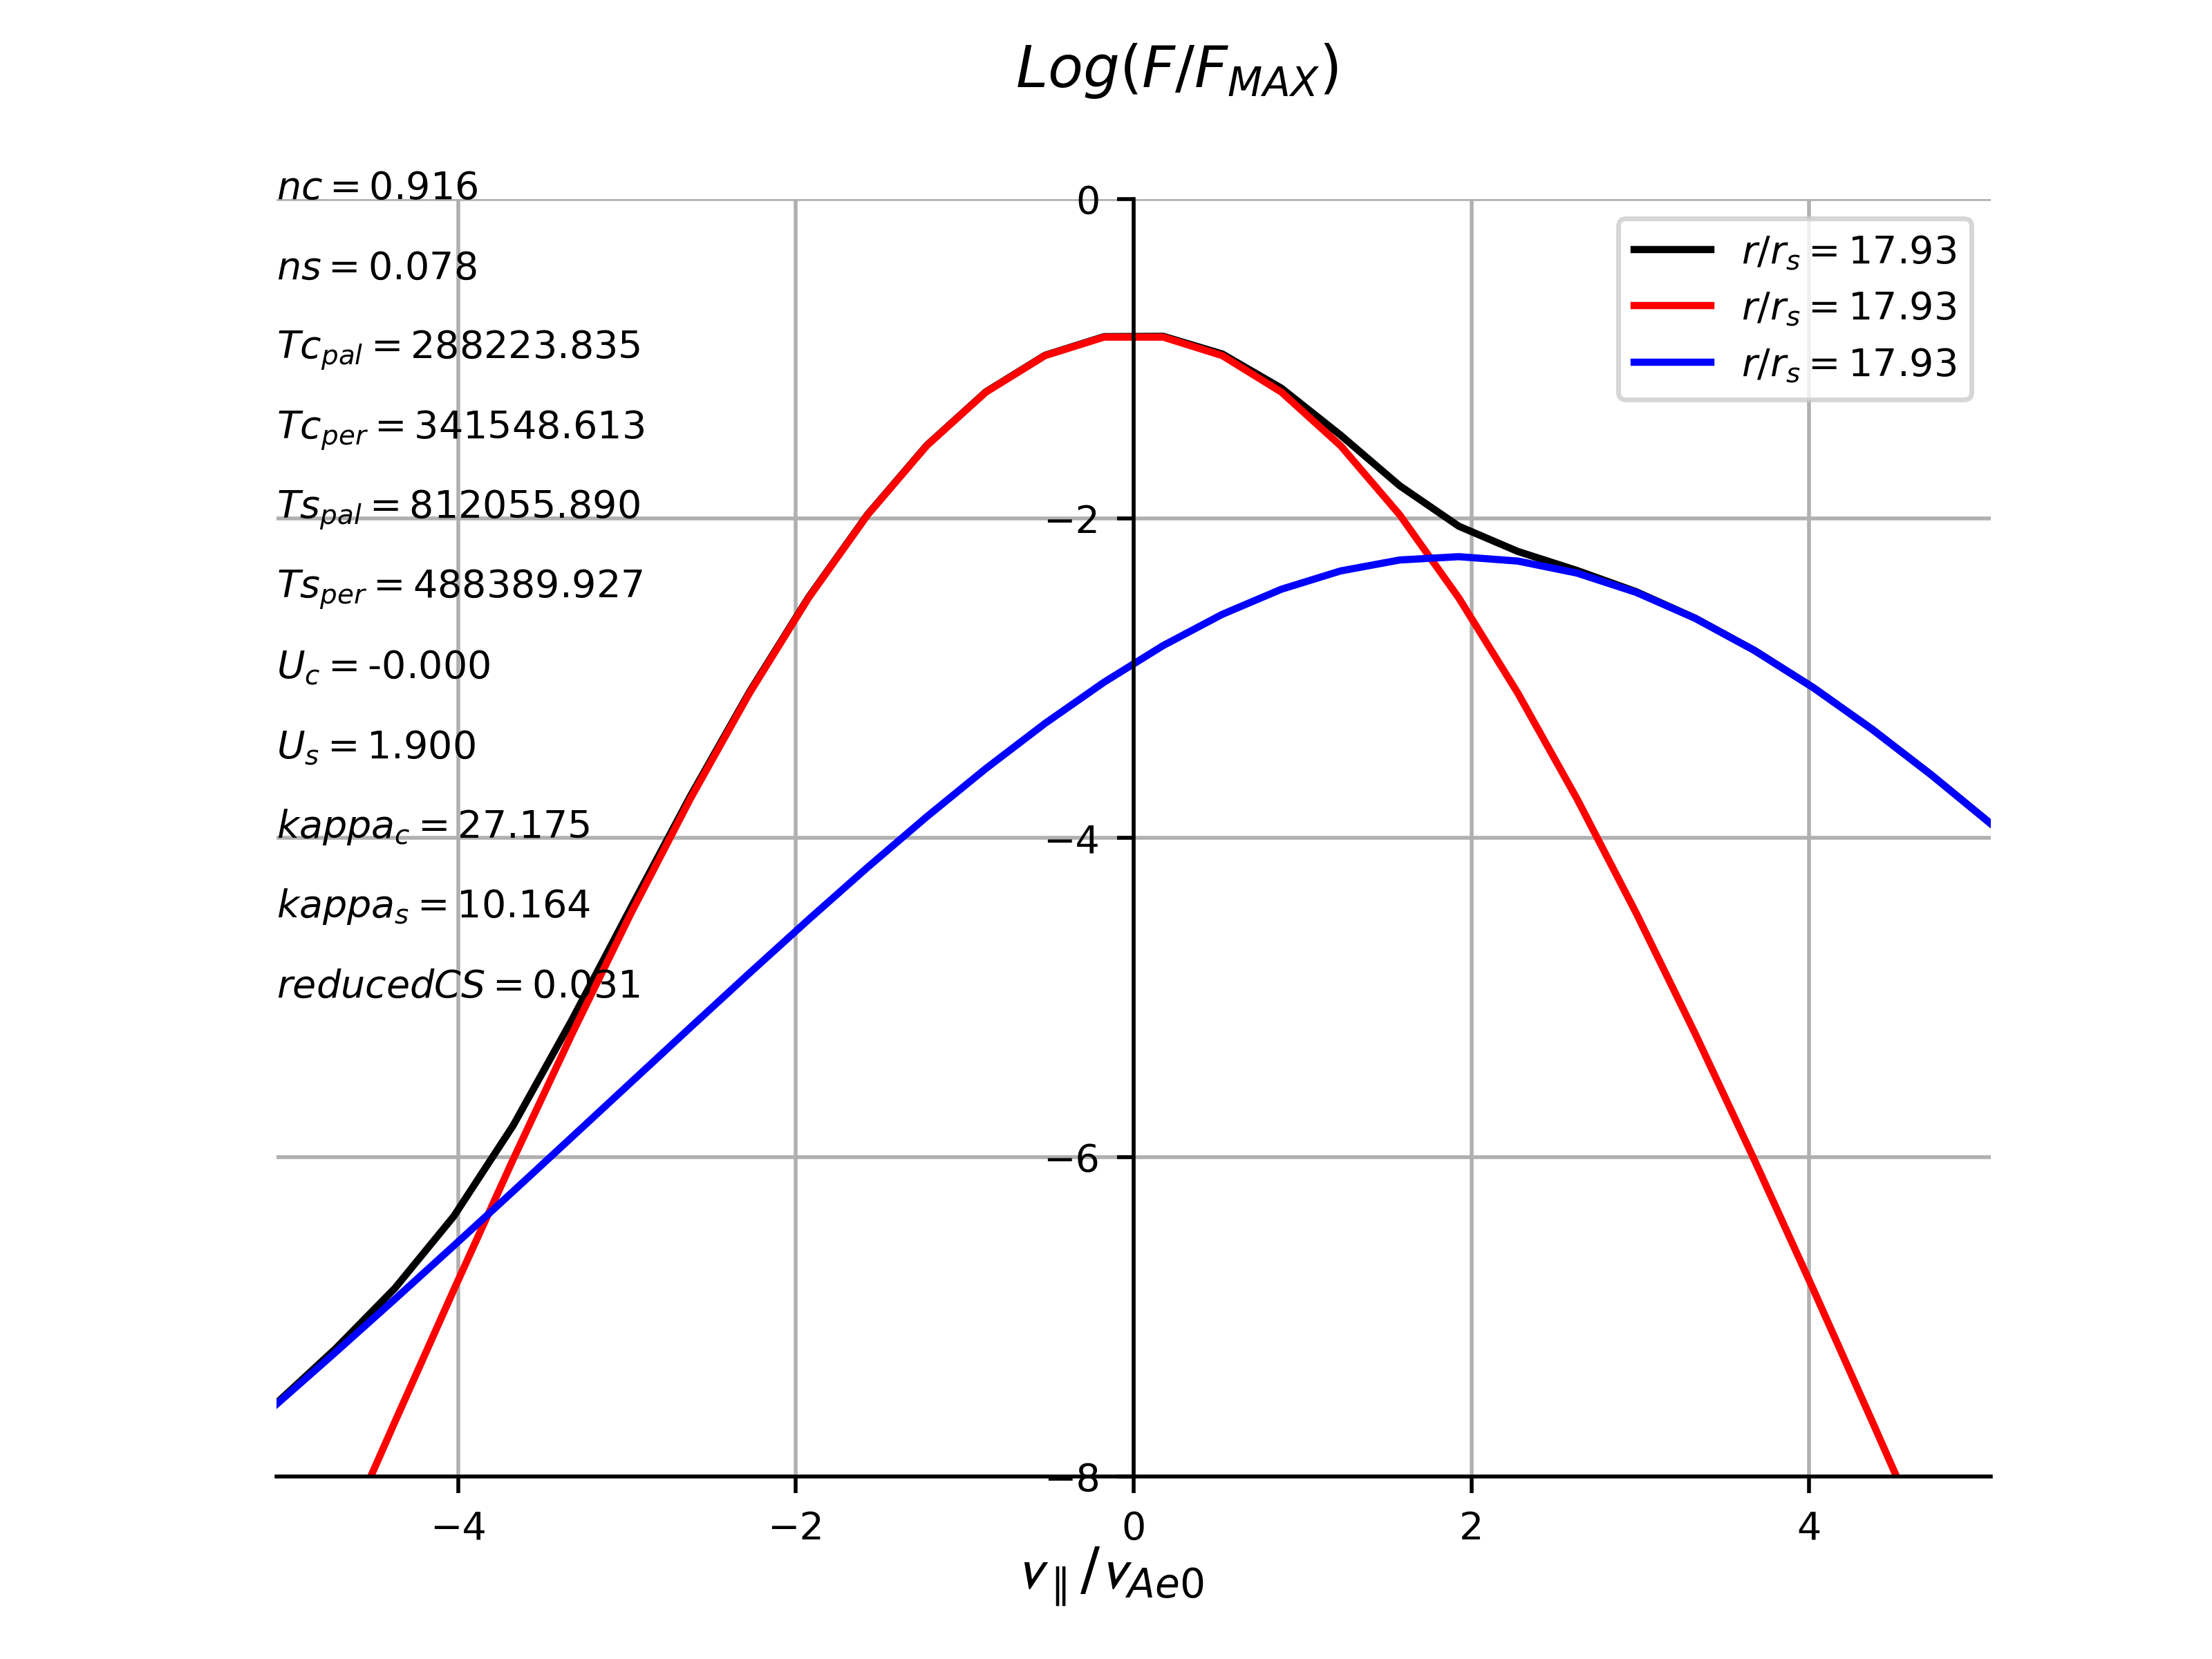 Log(F/F_MAX)
nc = 0.916
ns = 0.078
Tc_pal = 288223.835
Tc_per = 341548.613
Ts_pal = 812055.890
Ts_per = 488389.927
U_c = -0.000
U_s = 1.900
kappa_c = 27.175
kappa_s = 10.164
reducedCS = 0.031
0
−2
−4
−6
−8
r/r_s = 17.93
r/r_s = 17.93
r/r_s = 17.93
−4 −2 0 2 4
v_∥/v_Ae0